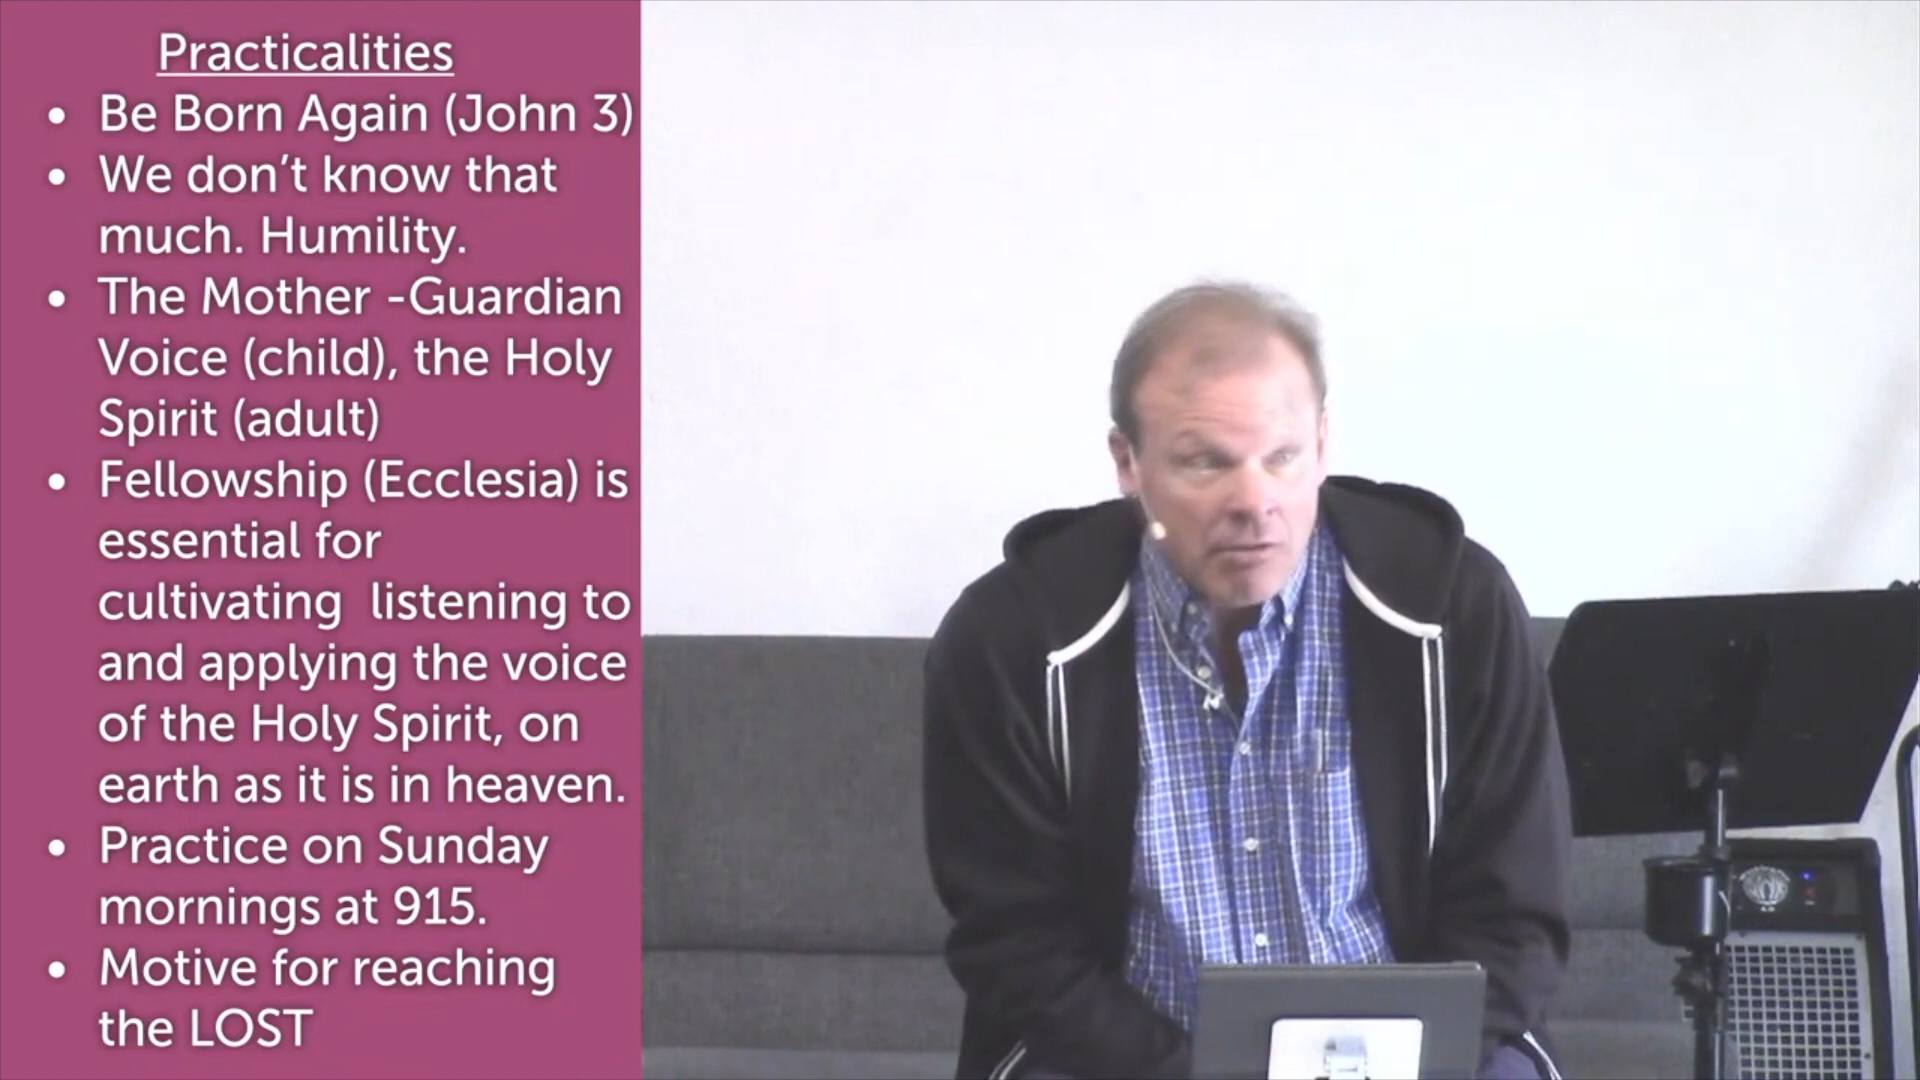 Practicalities
• Be Born Again (John 3)
• We don’t know that
much. Humility.
• The Mother -Guardian
Voice (child), the Holy
Spirit (adult)
• Fellowship (Ecclesia) is
essential for
cultivating  listening to
and applying the voice
of the Holy Spirit, on
earth as it is in heaven.
• Practice on Sunday
mornings at 915.
• Motive for reaching
the LOST